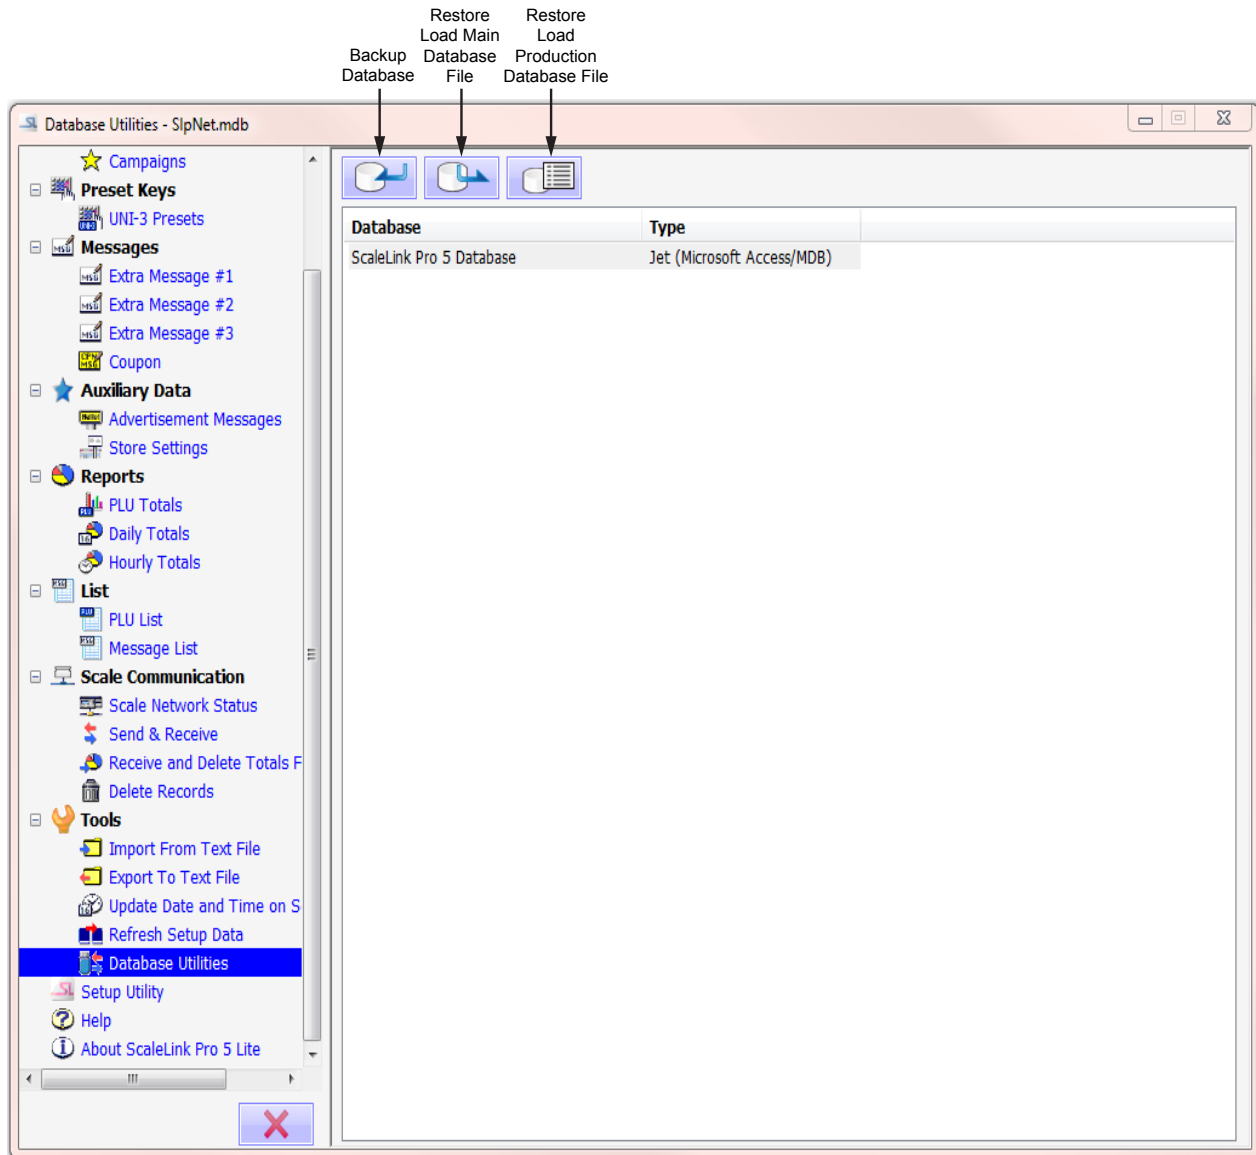 Backup
Database
Restore
Load Main
Database
File
Restore
Load
Production
Database File
Database Utilities - SlpNet.mdb
Campaigns
Preset Keys
UNI-3 Presets
Messages
Extra Message #1
Extra Message #2
Extra Message #3
Coupon
Auxiliary Data
Advertisement Messages
Store Settings
Reports
PLU Totals
Daily Totals
Hourly Totals
List
PLU List
Message List
Scale Communication
Scale Network Status
Send & Receive
Receive and Delete Totals F
Delete Records
Tools
Import From Text File
Export To Text File
Update Date and Time on S
Refresh Setup Data
Database Utilities
Setup Utility
Help
About ScaleLink Pro 5 Lite
Database Type
ScaleLink Pro 5 Database Jet (Microsoft Access/MDB)